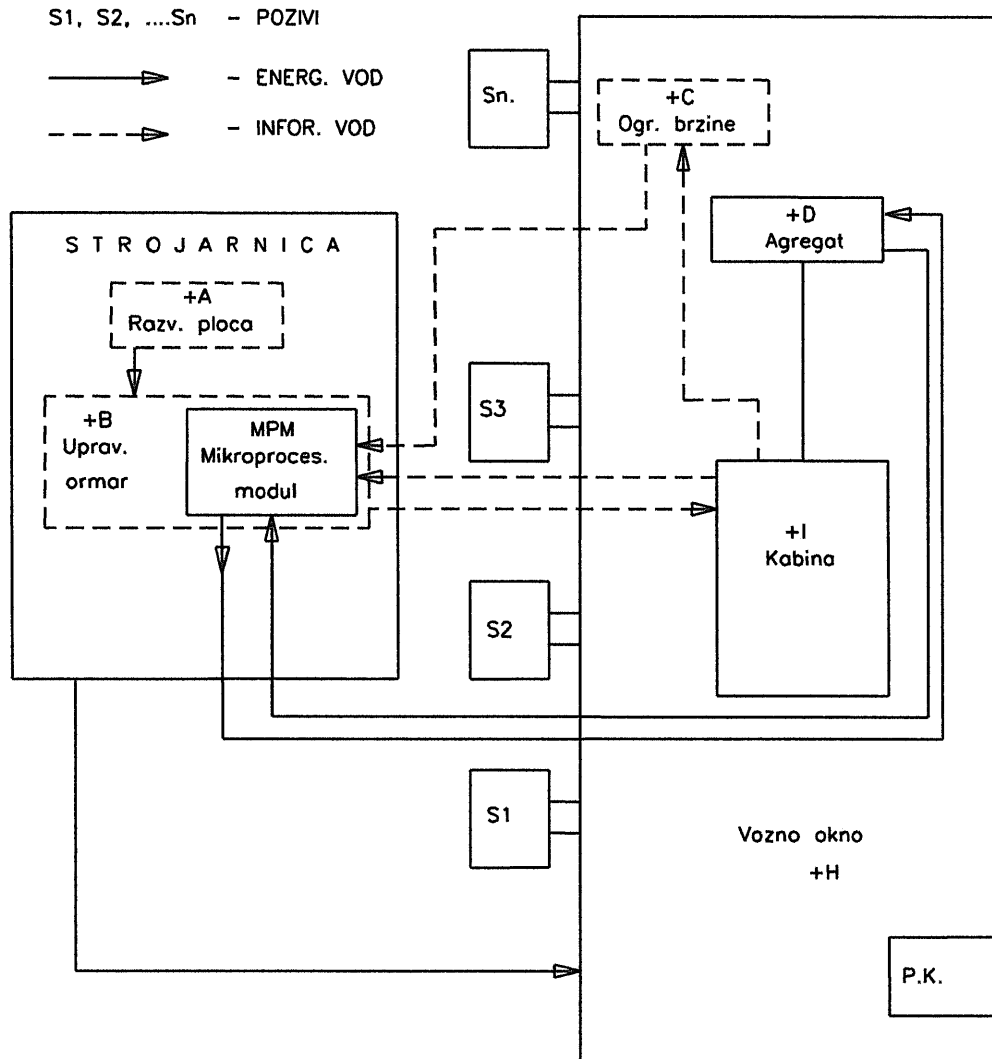 S1, S2, ....Sn - POZIVI
- ENERG. VOD
- INFOR. VOD
Sn.
+C
Ogr. brzine
+D
Agregat
S T R O J A R N I C A
+A
Razv. ploca
+B
Uprav.
ormar
MPM
Mikroproces.
modul
S3
+I
Kabina
S2
S1
Vozno okno
+H
P.K.